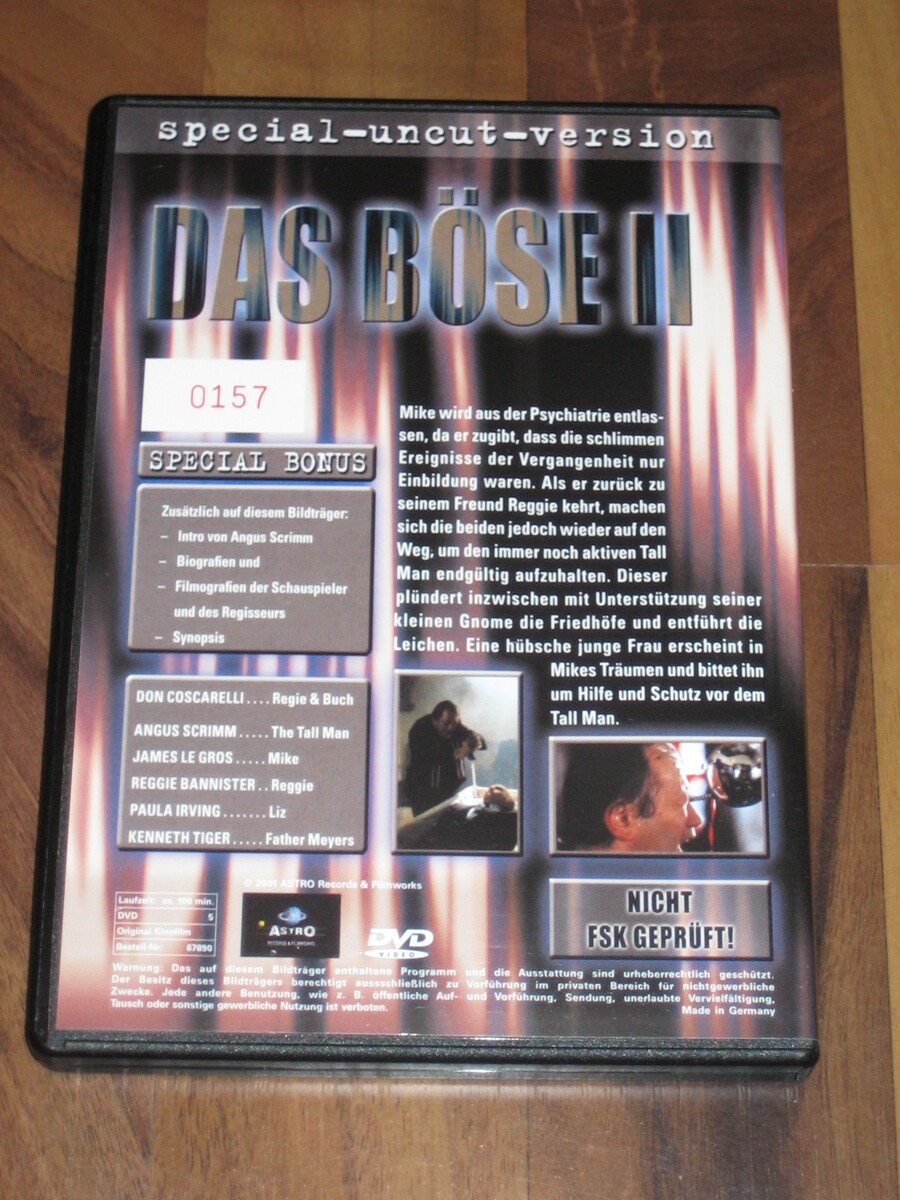 special-uncut-version
DAS BÖSE II
0157
SPECIAL BONUS
Zusätzlich auf diesem Bildträger:
– Intro von Angus Scrimm
– Biografien und
– Filmografien der Schauspieler
und des Regisseurs
– Synopsis
DON COSCARELLI.... Regie & Buch
ANGUS SCRIMM..... The Tall Man
JAMES LE GROS..... Mike
REGGIE BANNISTER.. Reggie
PAULA IRVING....... Liz
KENNETH TIGER..... Father Meyers
Mike wird aus der Psychiatrie entlas-
sen, da er zugibt, dass die schlimmen
Ereignisse der Vergangenheit nur
Einbildung waren. Als er zurück zu
seinem Freund Reggie kehrt, machen
sich die beiden jedoch wieder auf den
Weg, um den immer noch aktiven Tall
Man endgültig aufzuhalten. Dieser
plündert inzwischen mit Unterstützung seiner
kleinen Gnome die Friedhöfe und entführt die
Leichen. Eine hübsche junge Frau erscheint in
Mikes Träumen und bittet ihn
um Hilfe und Schutz vor dem
Tall Man.
© 2001 ASTRO Records & Filmworks
Laufzeit: ca. 100 min.
DVD 5
Original Kinofilm
Bestell-Nr: 67890
ASTRO
RECORDS & FILMWORKS
DVD
VIDEO
NICHT
FSK GEPRÜFT!
Warnung: Das auf diesem Bildträger enthaltene Programm und die Ausstattung sind urheberrechtlich geschützt.
Der Besitz dieses Bildträgers berechtigt aussschließlich zu Vorführung im privaten Bereich für nichtgewerbliche
Zwecke. Jede andere Benutzung, wie z. B. öffentliche Auf- und Vorführung, Sendung, unerlaubte Vervielfältigung,
Tausch oder sonstige gewerbliche Nutzung ist verboten.
Made in Germany